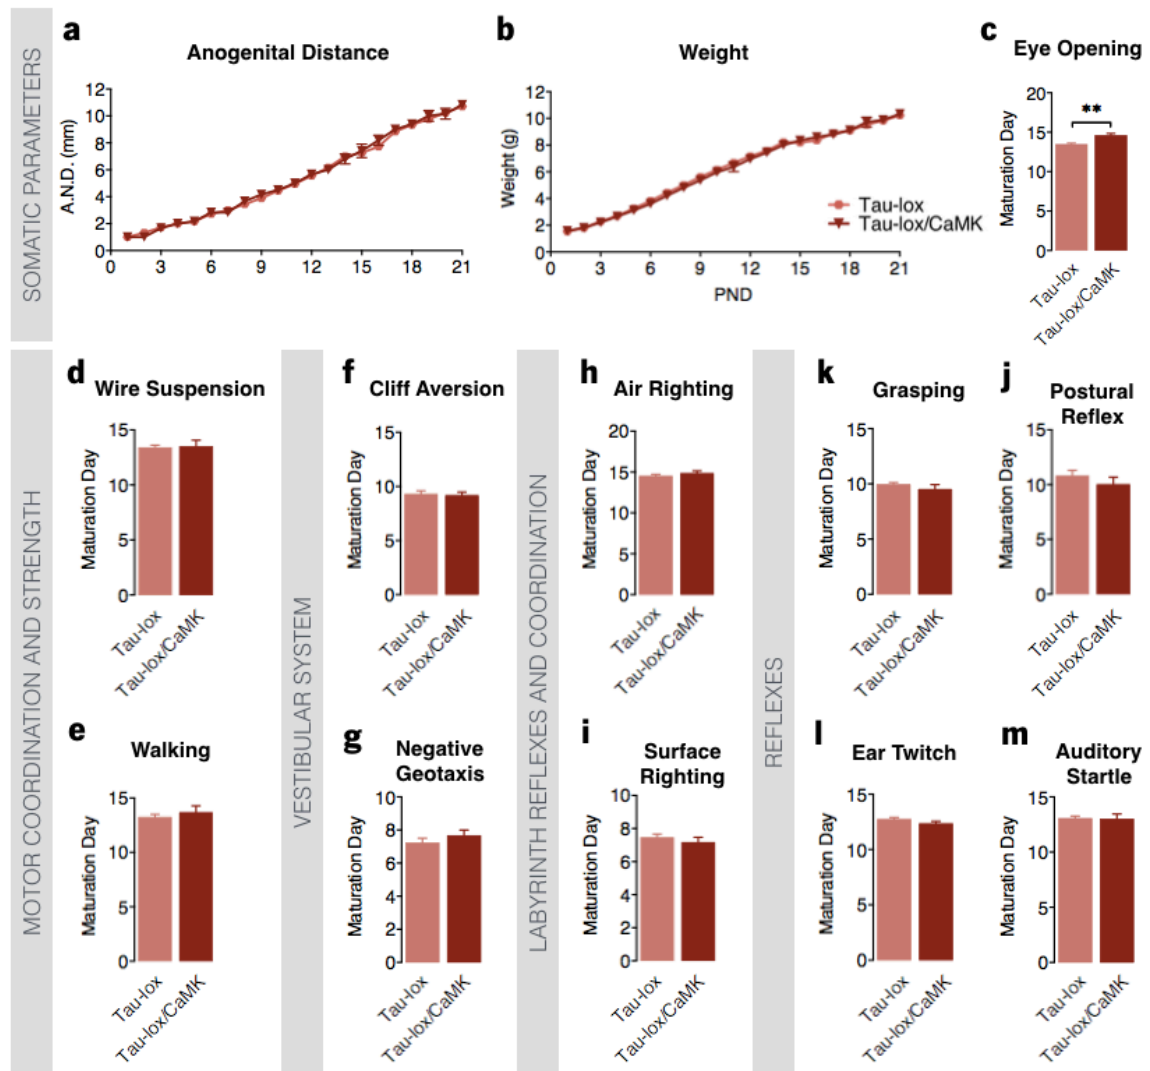 SOMATIC PARAMETERS
a
Anogenital Distance
A.N.D. (mm)
12
10
8
6
4
2
0
0 3 6 9 12 15 18 21
b
Weight
Weight (g)
12
10
8
6
4
2
0
0 3 6 9 12 15 18 21
PND
Tau-lox
Tau-lox/CaMK
c
Eye Opening
Maturation Day
20
15
10
5
0
**
Tau-lox
Tau-lox/CaMK
MOTOR COORDINATION AND STRENGTH
d
Wire Suspension
Maturation Day
15
10
5
0
Tau-lox
Tau-lox/CaMK
e
Walking
Maturation Day
15
10
5
0
Tau-lox
Tau-lox/CaMK
VESTIBULAR SYSTEM
f
Cliff Aversion
Maturation Day
15
10
5
0
Tau-lox
Tau-lox/CaMK
g
Negative
Geotaxis
Maturation Day
10
8
6
4
2
0
Tau-lox
Tau-lox/CaMK
LABYRINTH REFLEXES AND COORDINATION
h
Air Righting
Maturation Day
20
15
10
5
0
Tau-lox
Tau-lox/CaMK
i
Surface
Righting
Maturation Day
10
8
6
4
2
0
Tau-lox
Tau-lox/CaMK
REFLEXES
k
Grasping
Maturation Day
15
10
5
0
Tau-lox
Tau-lox/CaMK
j
Postural
Reflex
Maturation Day
15
10
5
0
Tau-lox
Tau-lox/CaMK
l
Ear Twitch
Maturation Day
15
10
5
0
Tau-lox
Tau-lox/CaMK
m
Auditory
Startle
Maturation Day
15
10
5
0
Tau-lox
Tau-lox/CaMK